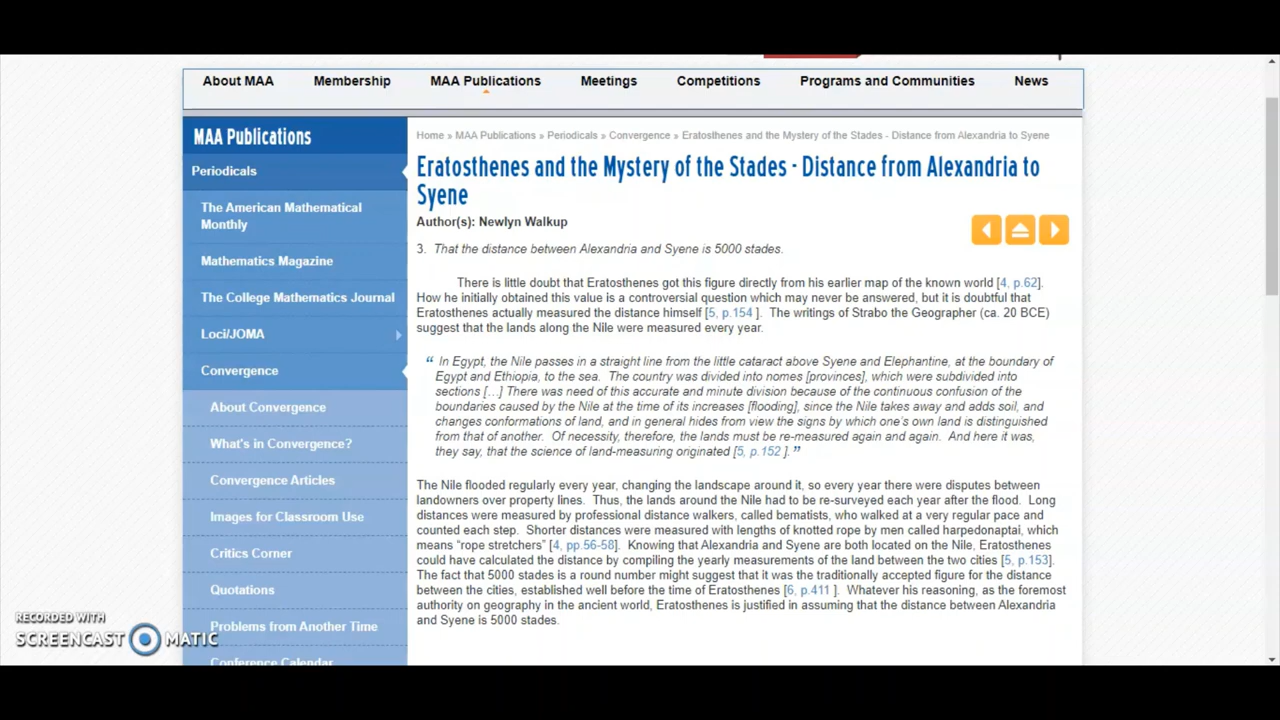 About MAA Membership MAA Publications Meetings Competitions Programs and Communities News
MAA Publications
Periodicals
The American Mathematical
Monthly
Mathematics Magazine
The College Mathematics Journal
Loci/JOMA
Convergence
About Convergence
What's in Convergence?
Convergence Articles
Images for Classroom Use
Critics Corner
Quotations
Problems from Another Time
Conference Calendar
Home » MAA Publications » Periodicals » Convergence » Eratosthenes and the Mystery of the Stades - Distance from Alexandria to Syene
Eratosthenes and the Mystery of the Stades - Distance from Alexandria to
Syene
Author(s): Newlyn Walkup
3. That the distance between Alexandria and Syene is 5000 stades.
There is little doubt that Eratosthenes got this figure directly from his earlier map of the known world [4, p.62].
How he initially obtained this value is a controversial question which may never be answered, but it is doubtful that
Eratosthenes actually measured the distance himself [5, p.154 ]. The writings of Strabo the Geographer (ca. 20 BCE)
suggest that the lands along the Nile were measured every year.
“ In Egypt, the Nile passes in a straight line from the little cataract above Syene and Elephantine, at the boundary of
Egypt and Ethiopia, to the sea. The country was divided into nomes [provinces], which were subdivided into
sections […] There was need of this accurate and minute division because of the continuous confusion of the
boundaries caused by the Nile at the time of its increases [flooding], since the Nile takes away and adds soil, and
changes conformations of land, and in general hides from view the signs by which one's own land is distinguished
from that of another. Of necessity, therefore, the lands must be re-measured again and again. And here it was,
they say, that the science of land-measuring originated [5, p.152 ]. ”
The Nile flooded regularly every year, changing the landscape around it, so every year there were disputes between
landowners over property lines. Thus, the lands around the Nile had to be re-surveyed each year after the flood. Long
distances were measured by professional distance walkers, called bematists, who walked at a very regular pace and
counted each step. Shorter distances were measured with lengths of knotted rope by men called harpedonaptai, which
means “rope stretchers” [4, pp.56-58]. Knowing that Alexandria and Syene are both located on the Nile, Eratosthenes
could have calculated the distance by compiling the yearly measurements of the land between the two cities [5, p.153].
The fact that 5000 stades is a round number might suggest that it was the traditionally accepted figure for the distance
between the cities, established well before the time of Eratosthenes [6, p.411 ]. Whatever his reasoning, as the foremost
authority on geography in the ancient world, Eratosthenes is justified in assuming that the distance between Alexandria
and Syene is 5000 stades.
RECORDED WITH
SCREENCAST MATIC